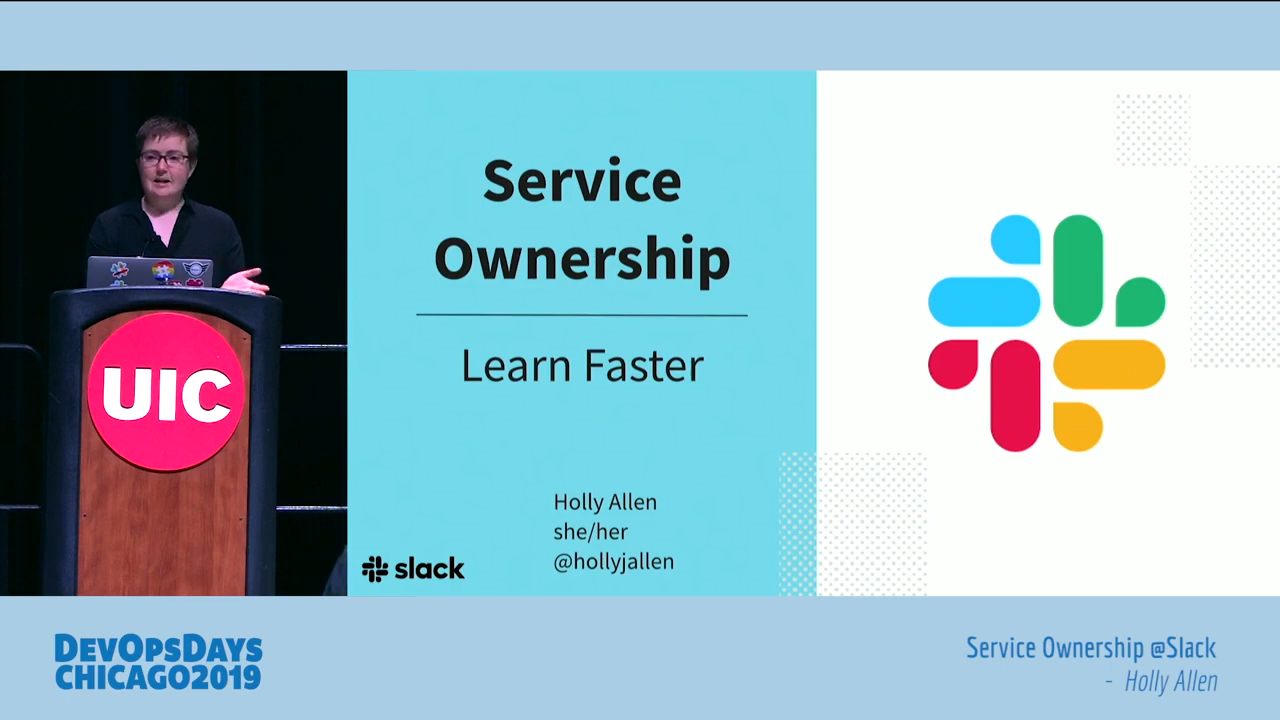 UIC
Service
Ownership
Learn Faster
Holly Allen
she/her
@hollyjallen
slack
DEVOPSDAYS
CHICAGO2019
Service Ownership @Slack
- Holly Allen